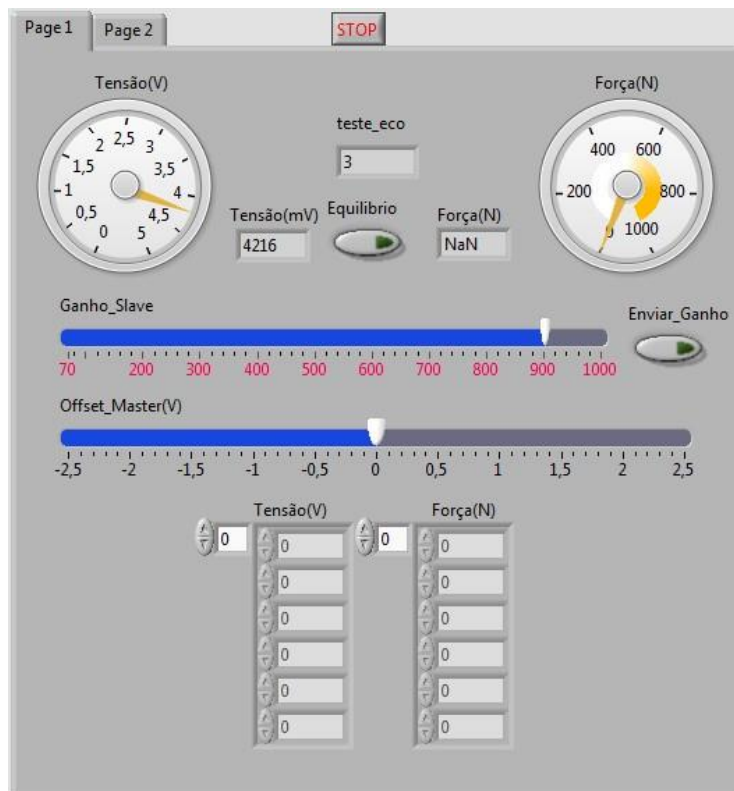 Page 1 Page 2 STOP
Tensão(V) Força(N)
teste_eco
3
0 0,5 1 1,5 2 2,5 3 3,5 4 4,5 5
0 200 400 600 800 1000
Tensão(mV) Equilibrio Força(N)
4216 NaN
Ganho_Slave Enviar_Ganho
70 200 300 400 500 600 700 800 900 1000
Offset_Master(V)
-2,5 -2 -1,5 -1 -0,5 0 0,5 1 1,5 2 2,5
Tensão(V) Força(N)
0 0 0 0
0 0
0 0
0 0
0 0
0 0